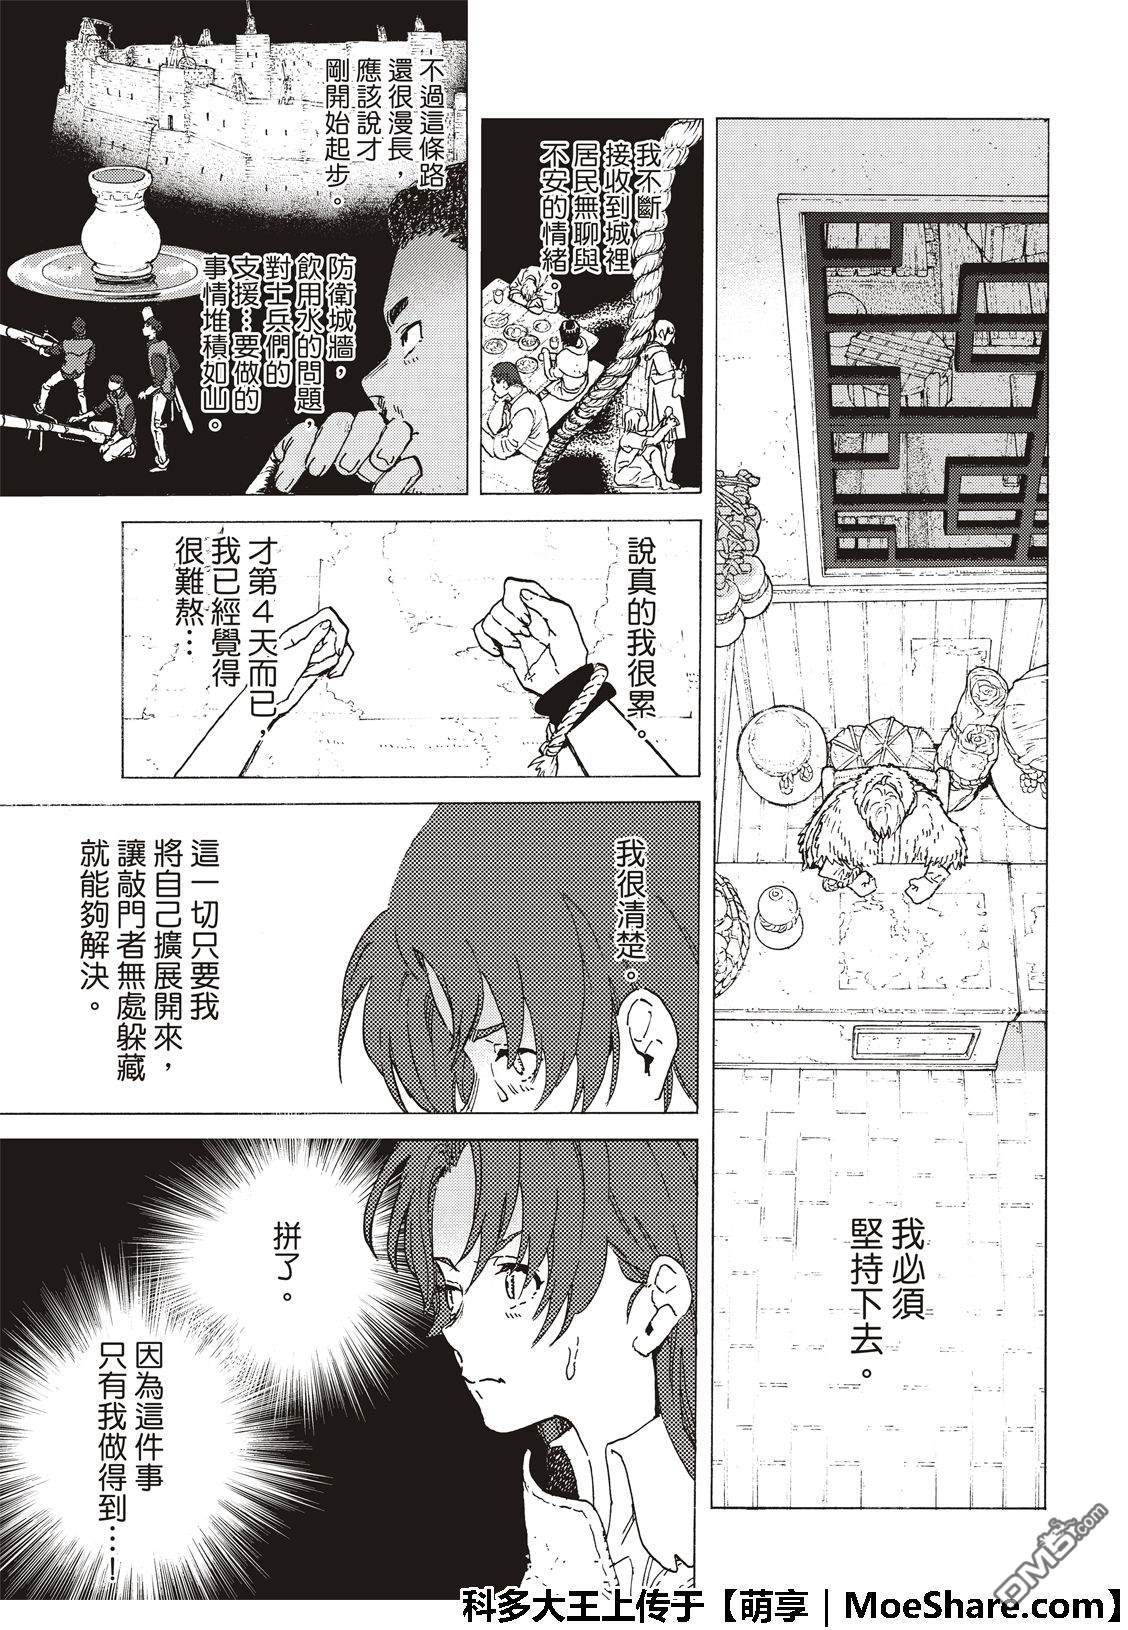 我必須
堅持下去。
我不斷
接收到城裡
居民無聊與
不安的情緒
不過這條路
還很漫長，
應該說才
剛開始起步。
防衛城牆，
飲用水的問題，
對士兵們的
支援…要做的
事情堆積如山。
說真的我很累。
才第4天而已，
我已經覺得
很難熬…
我很清楚。
這一切只要我
將自己擴展開來，
讓敲門者無處躲藏
就能夠解決。
拼了。
因為這件事
只有我做得到……！
DM5.com
科多大王上传于【萌享｜MoeShare.com】